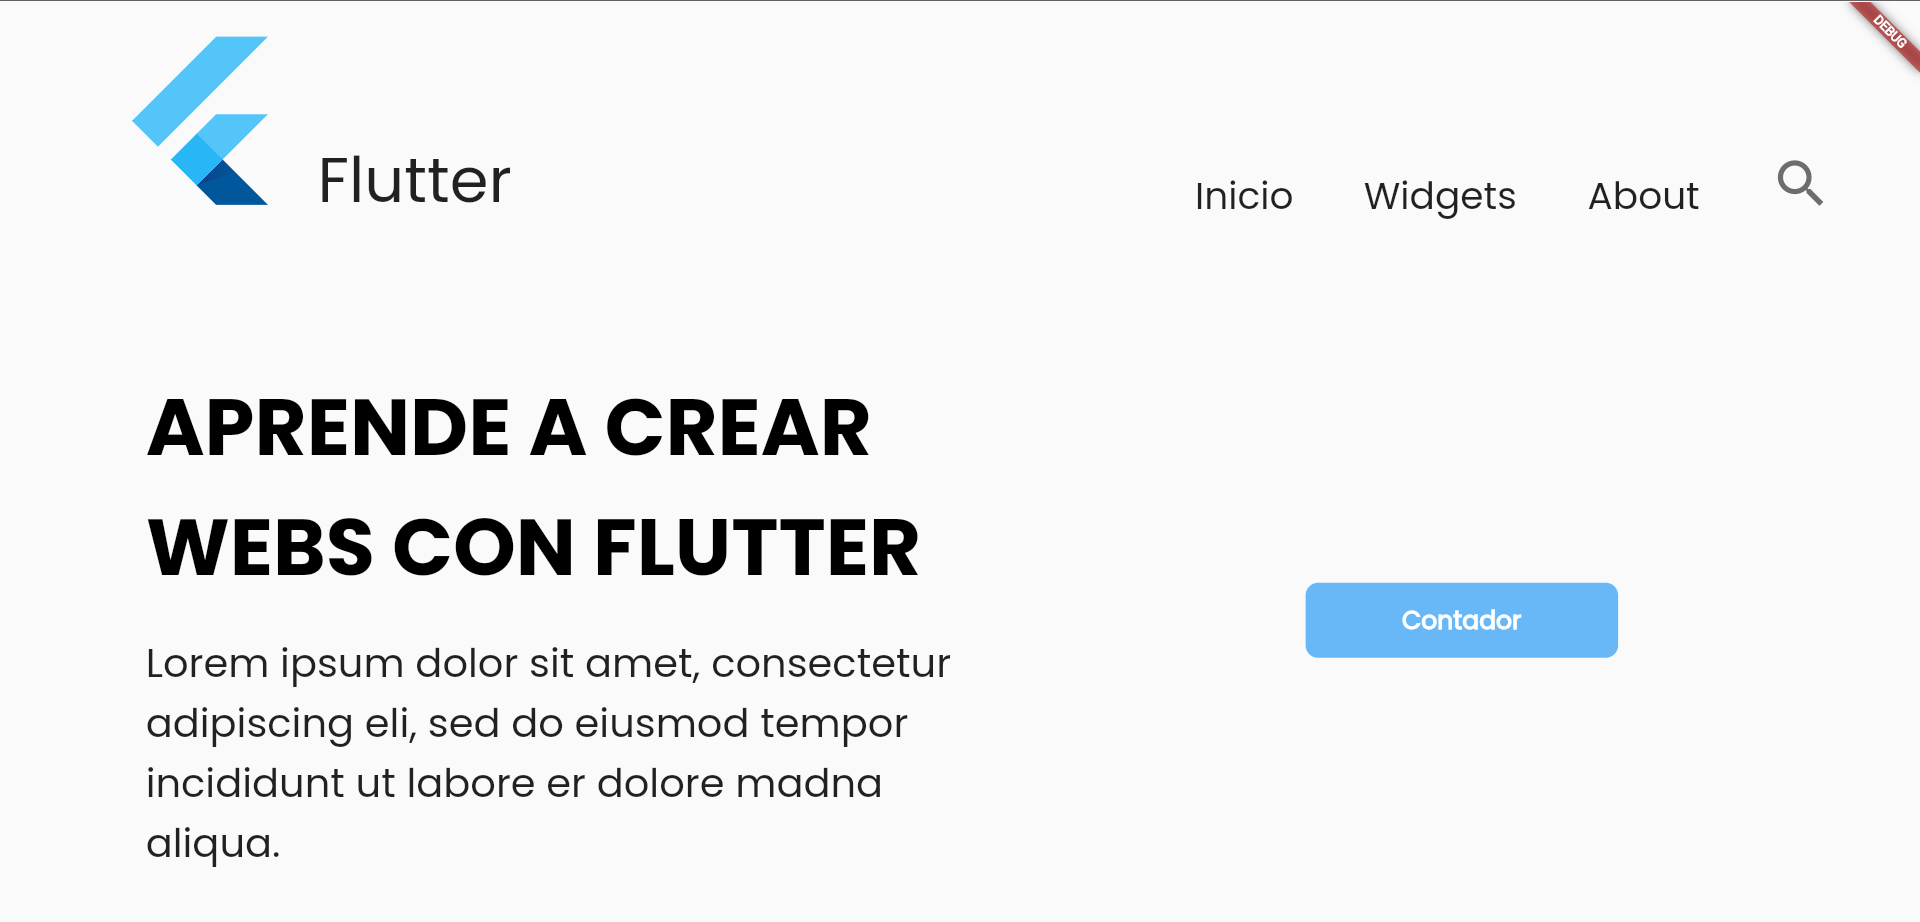 DEBUG
Flutter
Inicio Widgets About
APRENDE A CREAR
WEBS CON FLUTTER
Contador
Lorem ipsum dolor sit amet, consectetur
adipiscing eli, sed do eiusmod tempor
incididunt ut labore er dolore madna
aliqua.